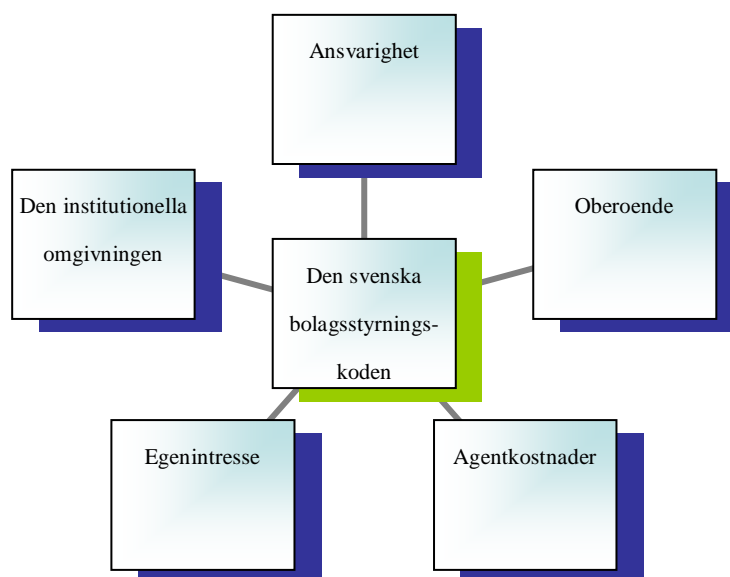 Ansvarighet
Den institutionella
omgivningen
Oberoende
Den svenska
bolagsstyrnings-
koden
Egenintresse
Agentkostnader